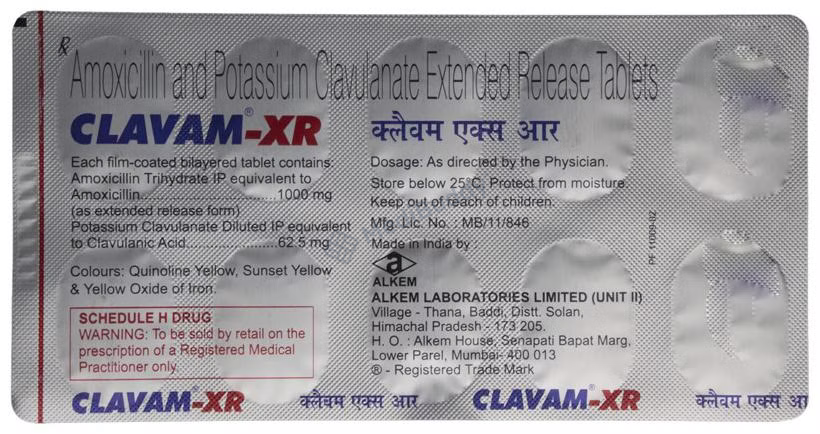 Rx
Amoxicillin and Potassium Clavulanate Extended Release Tablets
CLAVAM®-XR
Each film-coated bilayered tablet contains:
Amoxicillin Trihydrate IP equivalent to
Amoxicillin..............................1000 mg
(as extended release form)
Potassium Clavulanate Diluted IP equivalent
to Clavulanic Acid....................62.5 mg
Colours: Quinoline Yellow, Sunset Yellow
& Yellow Oxide of Iron.
SCHEDULE H DRUG
WARNING: To be sold by retail on the
prescription of a Registered Medical
Practitioner only.
क्लैवम एक्स आर
Dosage: As directed by the Physician.
Store below 25°C. Protect from moisture.
Keep out of reach of children.
Mfg. Lic. No. : MB/11/846
Made in India by :
a
ALKEM
ALKEM LABORATORIES LIMITED (UNIT II)
Village - Thana, Baddi, Distt. Solan,
Himachal Pradesh - 173 205.
H. O. : Alkem House, Senapati Bapat Marg,
Lower Parel, Mumbai- 400 013
® - Registered Trade Mark
PF11009-02
CLAVAM®-XR क्लैवम एक्स आर CLAVAM®-XR क्लैवम एक्स आर